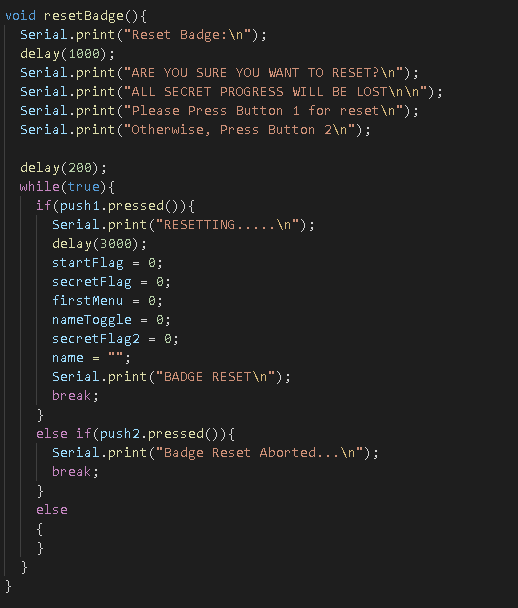 void resetBadge(){
  Serial.print("Reset Badge:\n");
  delay(1000);
  Serial.print("ARE YOU SURE YOU WANT TO RESET?\n");
  Serial.print("ALL SECRET PROGRESS WILL BE LOST\n\n");
  Serial.print("Please Press Button 1 for reset\n");
  Serial.print("Otherwise, Press Button 2\n");

  delay(200);
  while(true){
    if(push1.pressed()){
      Serial.print("RESETTING.....\n");
      delay(3000);
      startFlag = 0;
      secretFlag = 0;
      firstMenu = 0;
      nameToggle = 0;
      secretFlag2 = 0;
      name = "";
      Serial.print("BADGE RESET\n");
      break;
    }
    else if(push2.pressed()){
      Serial.print("Badge Reset Aborted...\n");
      break;
    }
    else
    {
    }
  }
}